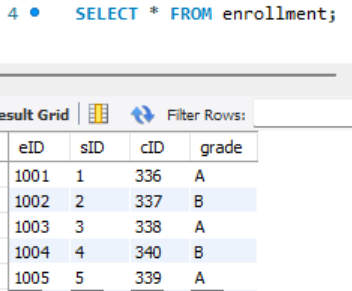 4 SELECT * FROM enrollment;
esult Grid Filter Rows:
eID sID cID grade
1001 1 336 A
1002 2 337 B
1003 3 338 A
1004 4 340 B
1005 5 339 A